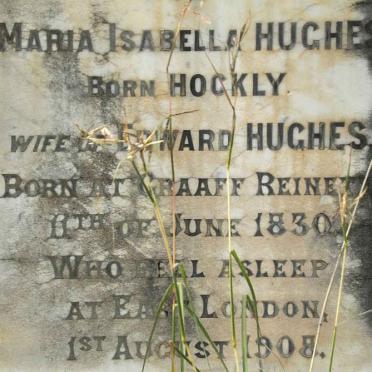 MARIA ISABELLA HUGHES
BORN HOCKLY
WIFE OF EDWARD HUGHES,
BORN AT GRAAFF REINET
11TH OF JUNE 1830.
WHO FELL ASLEEP
AT EAST LONDON,
1ST AUGUST 1908.